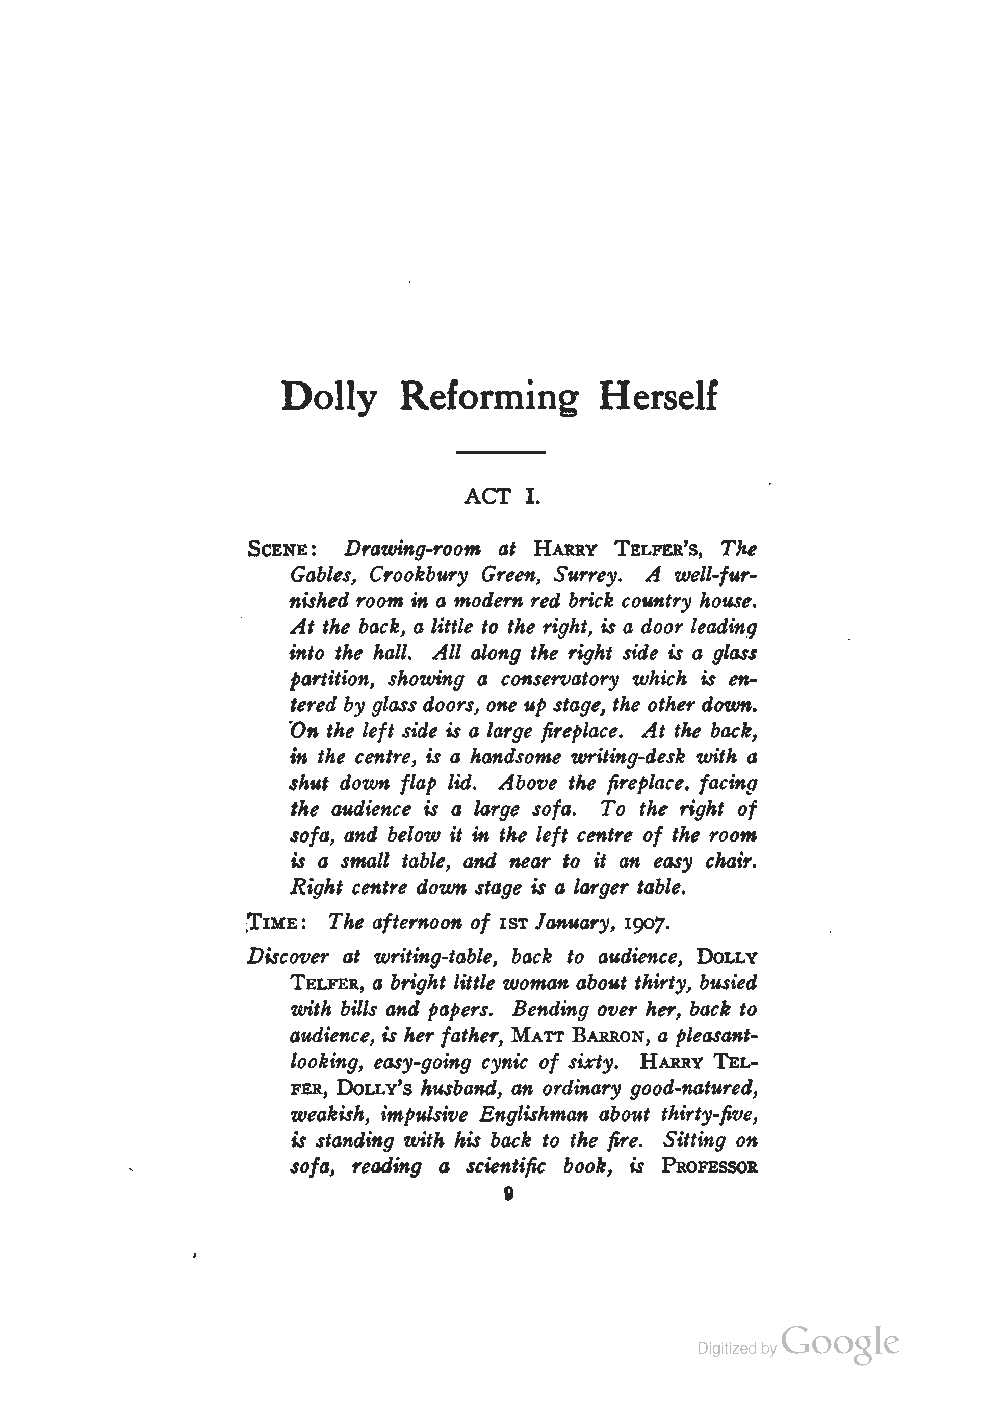 Dolly Reforming Herself
ACT I.
SCENE: Drawing-room at HARRY TELFER'S, The
Gables, Crookbury Green, Surrey. A well-fur-
nished room in a modern red brick country house.
At the back, a little to the right, is a door leading
into the hall. All along the right side is a glass
partition, showing a conservatory which is en-
tered by glass doors, one up stage, the other down.
On the left side is a large fireplace. At the back,
in the centre, is a handsome writing-desk with a
shut down flap lid. Above the fireplace, facing
the audience is a large sofa. To the right of
sofa, and below it in the left centre of the room
is a small table, and near to it an easy chair.
Right centre down stage is a larger table.
TIME: The afternoon of 1ST January, 1907.
Discover at writing-table, back to audience, DOLLY
TELFER, a bright little woman about thirty, busied
with bills and papers. Bending over her, back to
audience, is her father, MATT BARRON, a pleasant-
looking, easy-going cynic of sixty. HARRY TEL-
FER, DOLLY'S husband, an ordinary good-natured,
weakish, impulsive Englishman about thirty-five,
is standing with his back to the fire. Sitting on
sofa, reading a scientific book, is PROFESSOR
9
Digitized by Google